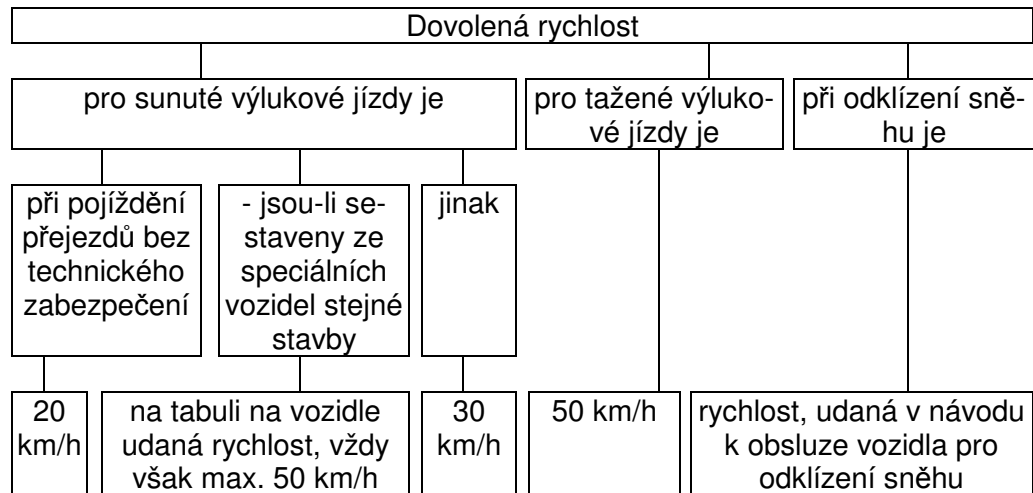 Dovolená rychlost
pro sunuté výlukové jízdy je
pro tažené výluko-
vé jízdy je
při odklízení sně-
hu je
při pojíždění
přejezdů bez
technického
zabezpečení
- jsou-li se-
staveny ze
speciálních
vozidel stejné
stavby
jinak
20
km/h
na tabuli na vozidle
udaná rychlost, vždy
však max. 50 km/h
30
km/h
50 km/h
rychlost, udaná v návodu
k obsluze vozidla pro
odklízení sněhu